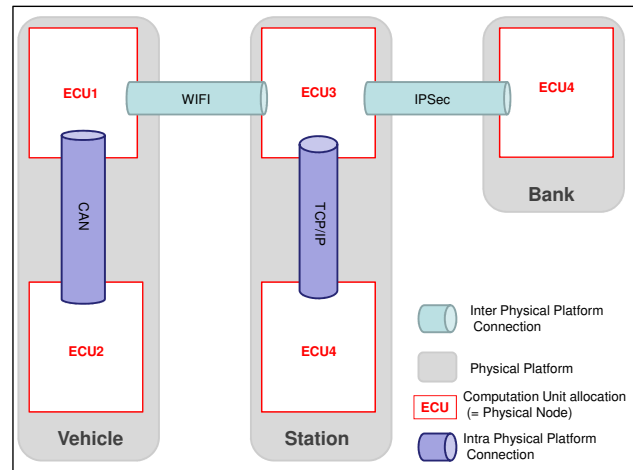 ECU1
WIFI
ECU3
IPSec
ECU4
CAN
TCP/IP
Bank
ECU2
ECU4
Vehicle
Station
Inter Physical Platform
Connection
Physical Platform
ECU
Computation Unit allocation
(= Physical Node)
Intra Physical Platform
Connection